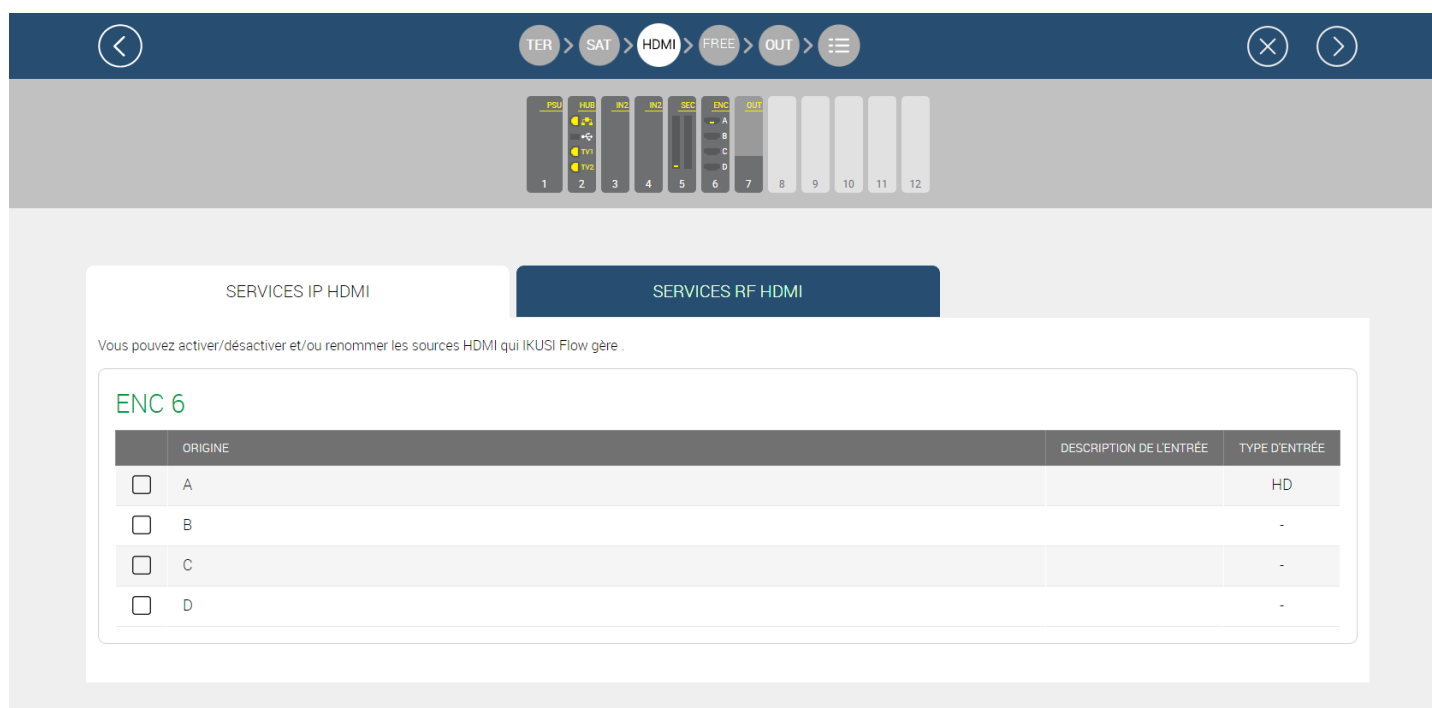 TER > SAT > HDMI > FREE > OUT >
PSU HUB IN2 IN2 SEC ENC OUT
A
B
TV1 C
TV2 D
1 2 3 4 5 6 7 8 9 10 11 12
SERVICES IP HDMI SERVICES RF HDMI
Vous pouvez activer/désactiver et/ou renommer les sources HDMI qui IKUSI Flow gère .
ENC 6
ORIGINE DESCRIPTION DE L'ENTRÉE TYPE D'ENTRÉE
A HD
B -
C -
D -